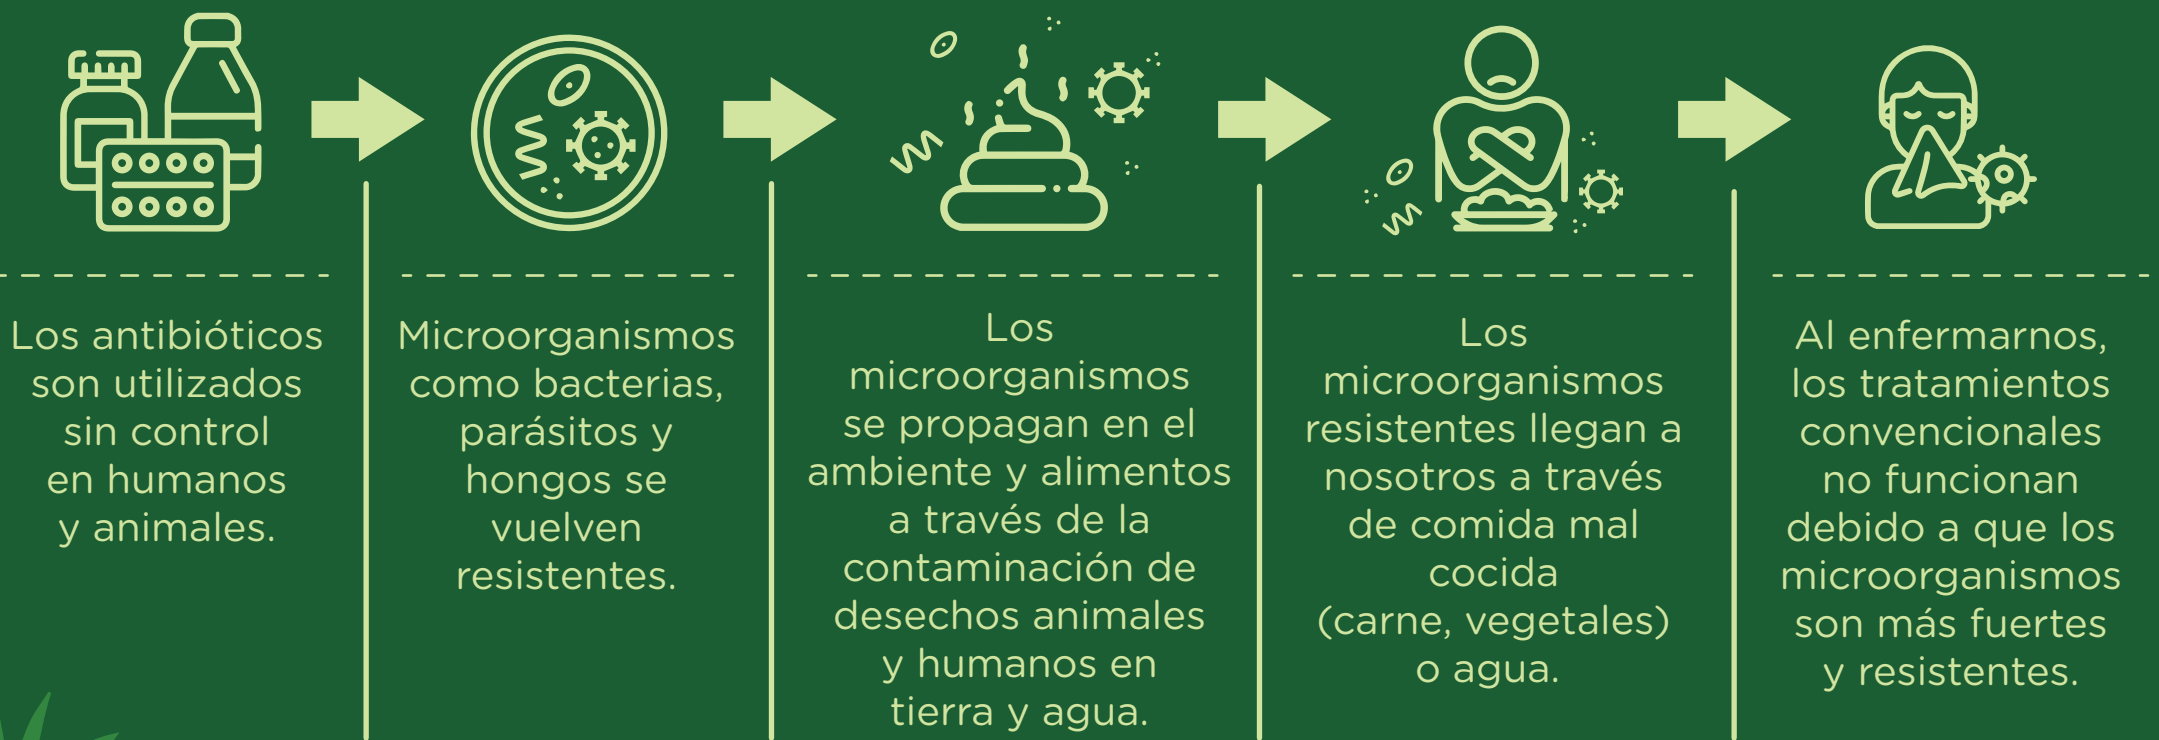 Los antibióticos
son utilizados
sin control
en humanos
y animales.
Microorganismos
como bacterias,
parásitos y
hongos se
vuelven
resistentes.
Los
microorganismos
se propagan en el
ambiente y alimentos
a través de la
contaminación de
desechos animales
y humanos en
tierra y agua.
Los
microorganismos
resistentes llegan a
nosotros a través
de comida mal
cocida
(carne, vegetales)
o agua.
Al enfermarnos,
los tratamientos
convencionales
no funcionan
debido a que los
microorganismos
son más fuertes
y resistentes.